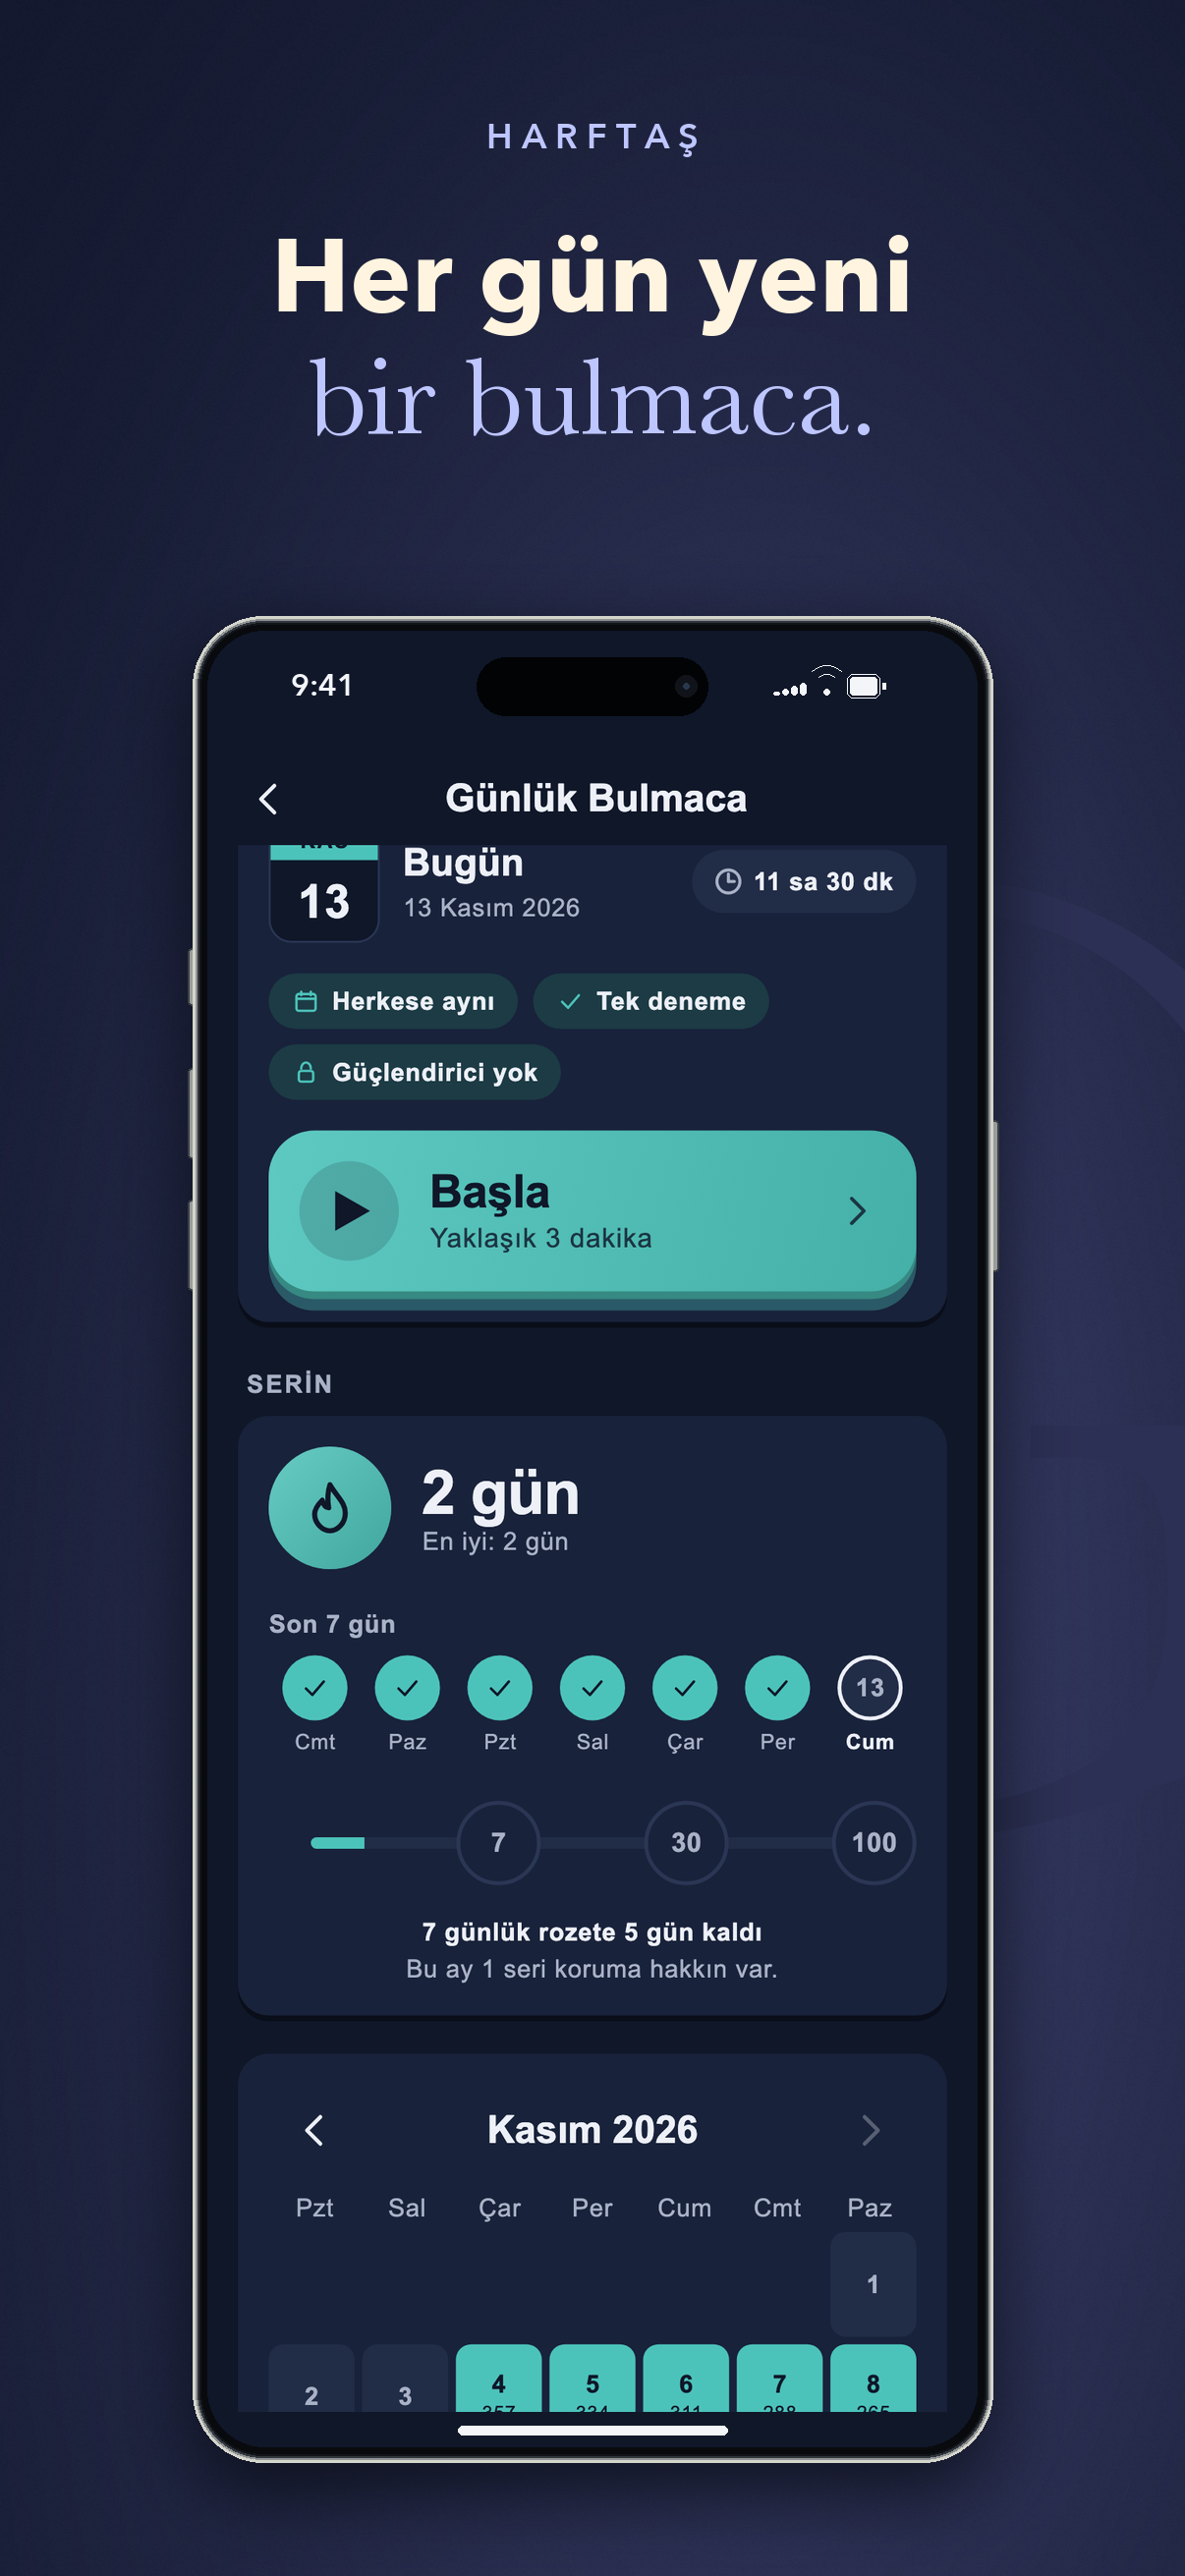 HARFTAŞ
Her gün yeni
bir bulmaca.
9:41
Günlük Bulmaca
13
Bugün
13 Kasım 2026
11 sa 30 dk
Herkese aynı
Tek deneme
Güçlendirici yok
Başla
Yaklaşık 3 dakika
SERİN
2 gün
En iyi: 2 gün
Son 7 gün
13
Cmt Paz Pzt Sal Çar Per Cum
7 30 100
7 günlük rozete 5 gün kaldı
Bu ay 1 seri koruma hakkın var.
Kasım 2026
Pzt Sal Çar Per Cum Cmt Paz
1
2 3 4 5 6 7 8